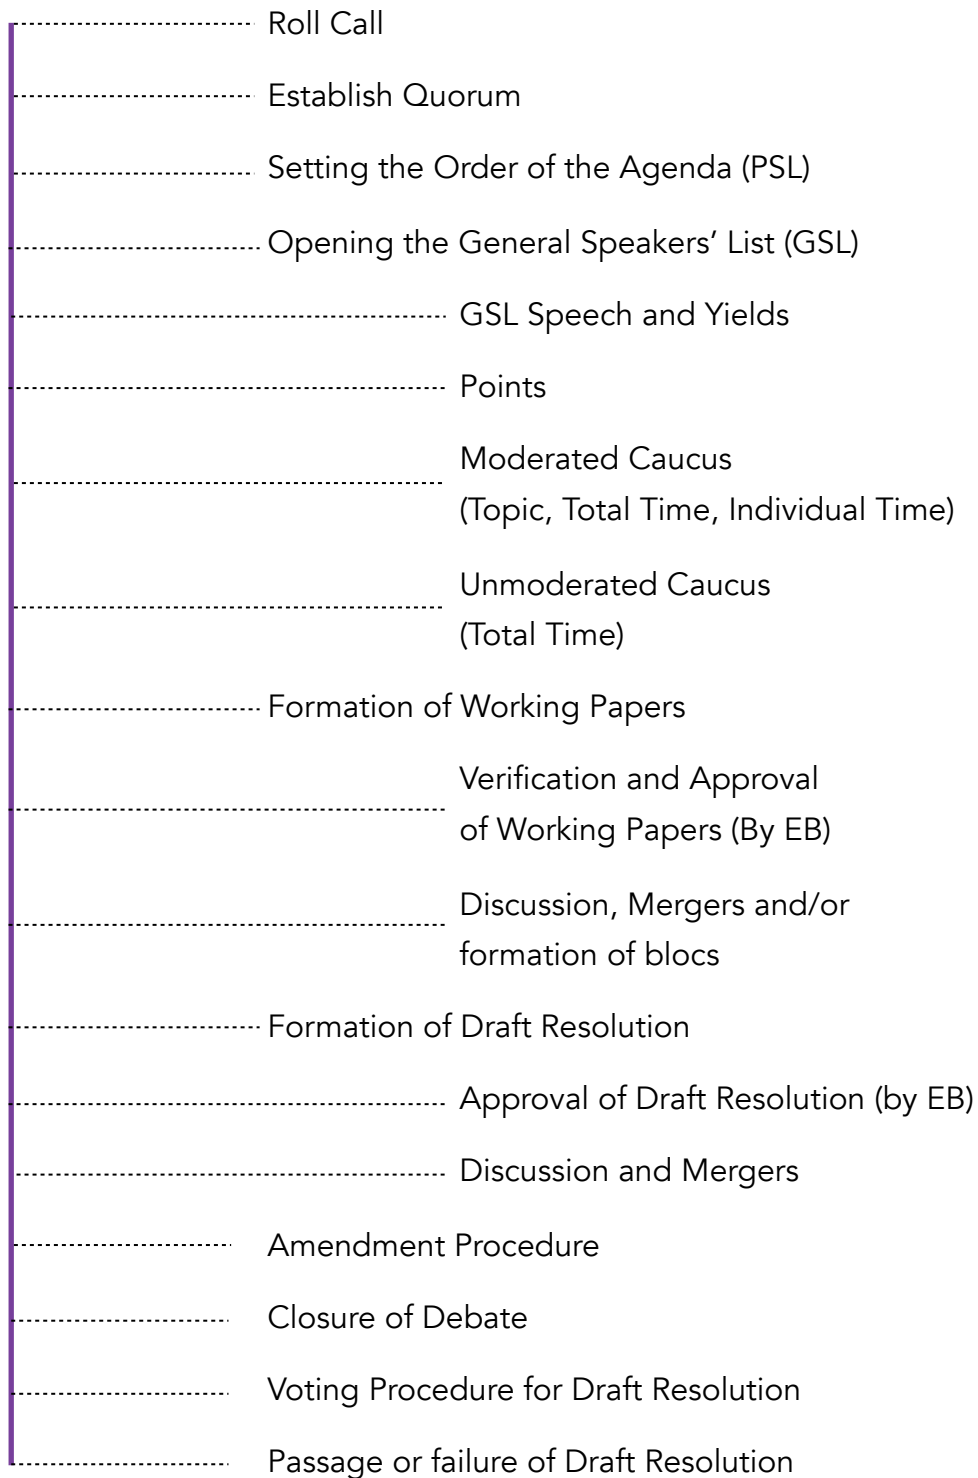 Roll Call
Establish Quorum
Setting the Order of the Agenda (PSL)
Opening the General Speakers’ List (GSL)
GSL Speech and Yields
Points
Moderated Caucus
(Topic, Total Time, Individual Time)
Unmoderated Caucus
(Total Time)
Formation of Working Papers
Verification and Approval
of Working Papers (By EB)
Discussion, Mergers and/or
formation of blocs
Formation of Draft Resolution
Approval of Draft Resolution (by EB)
Discussion and Mergers
Amendment Procedure
Closure of Debate
Voting Procedure for Draft Resolution
Passage or failure of Draft Resolution